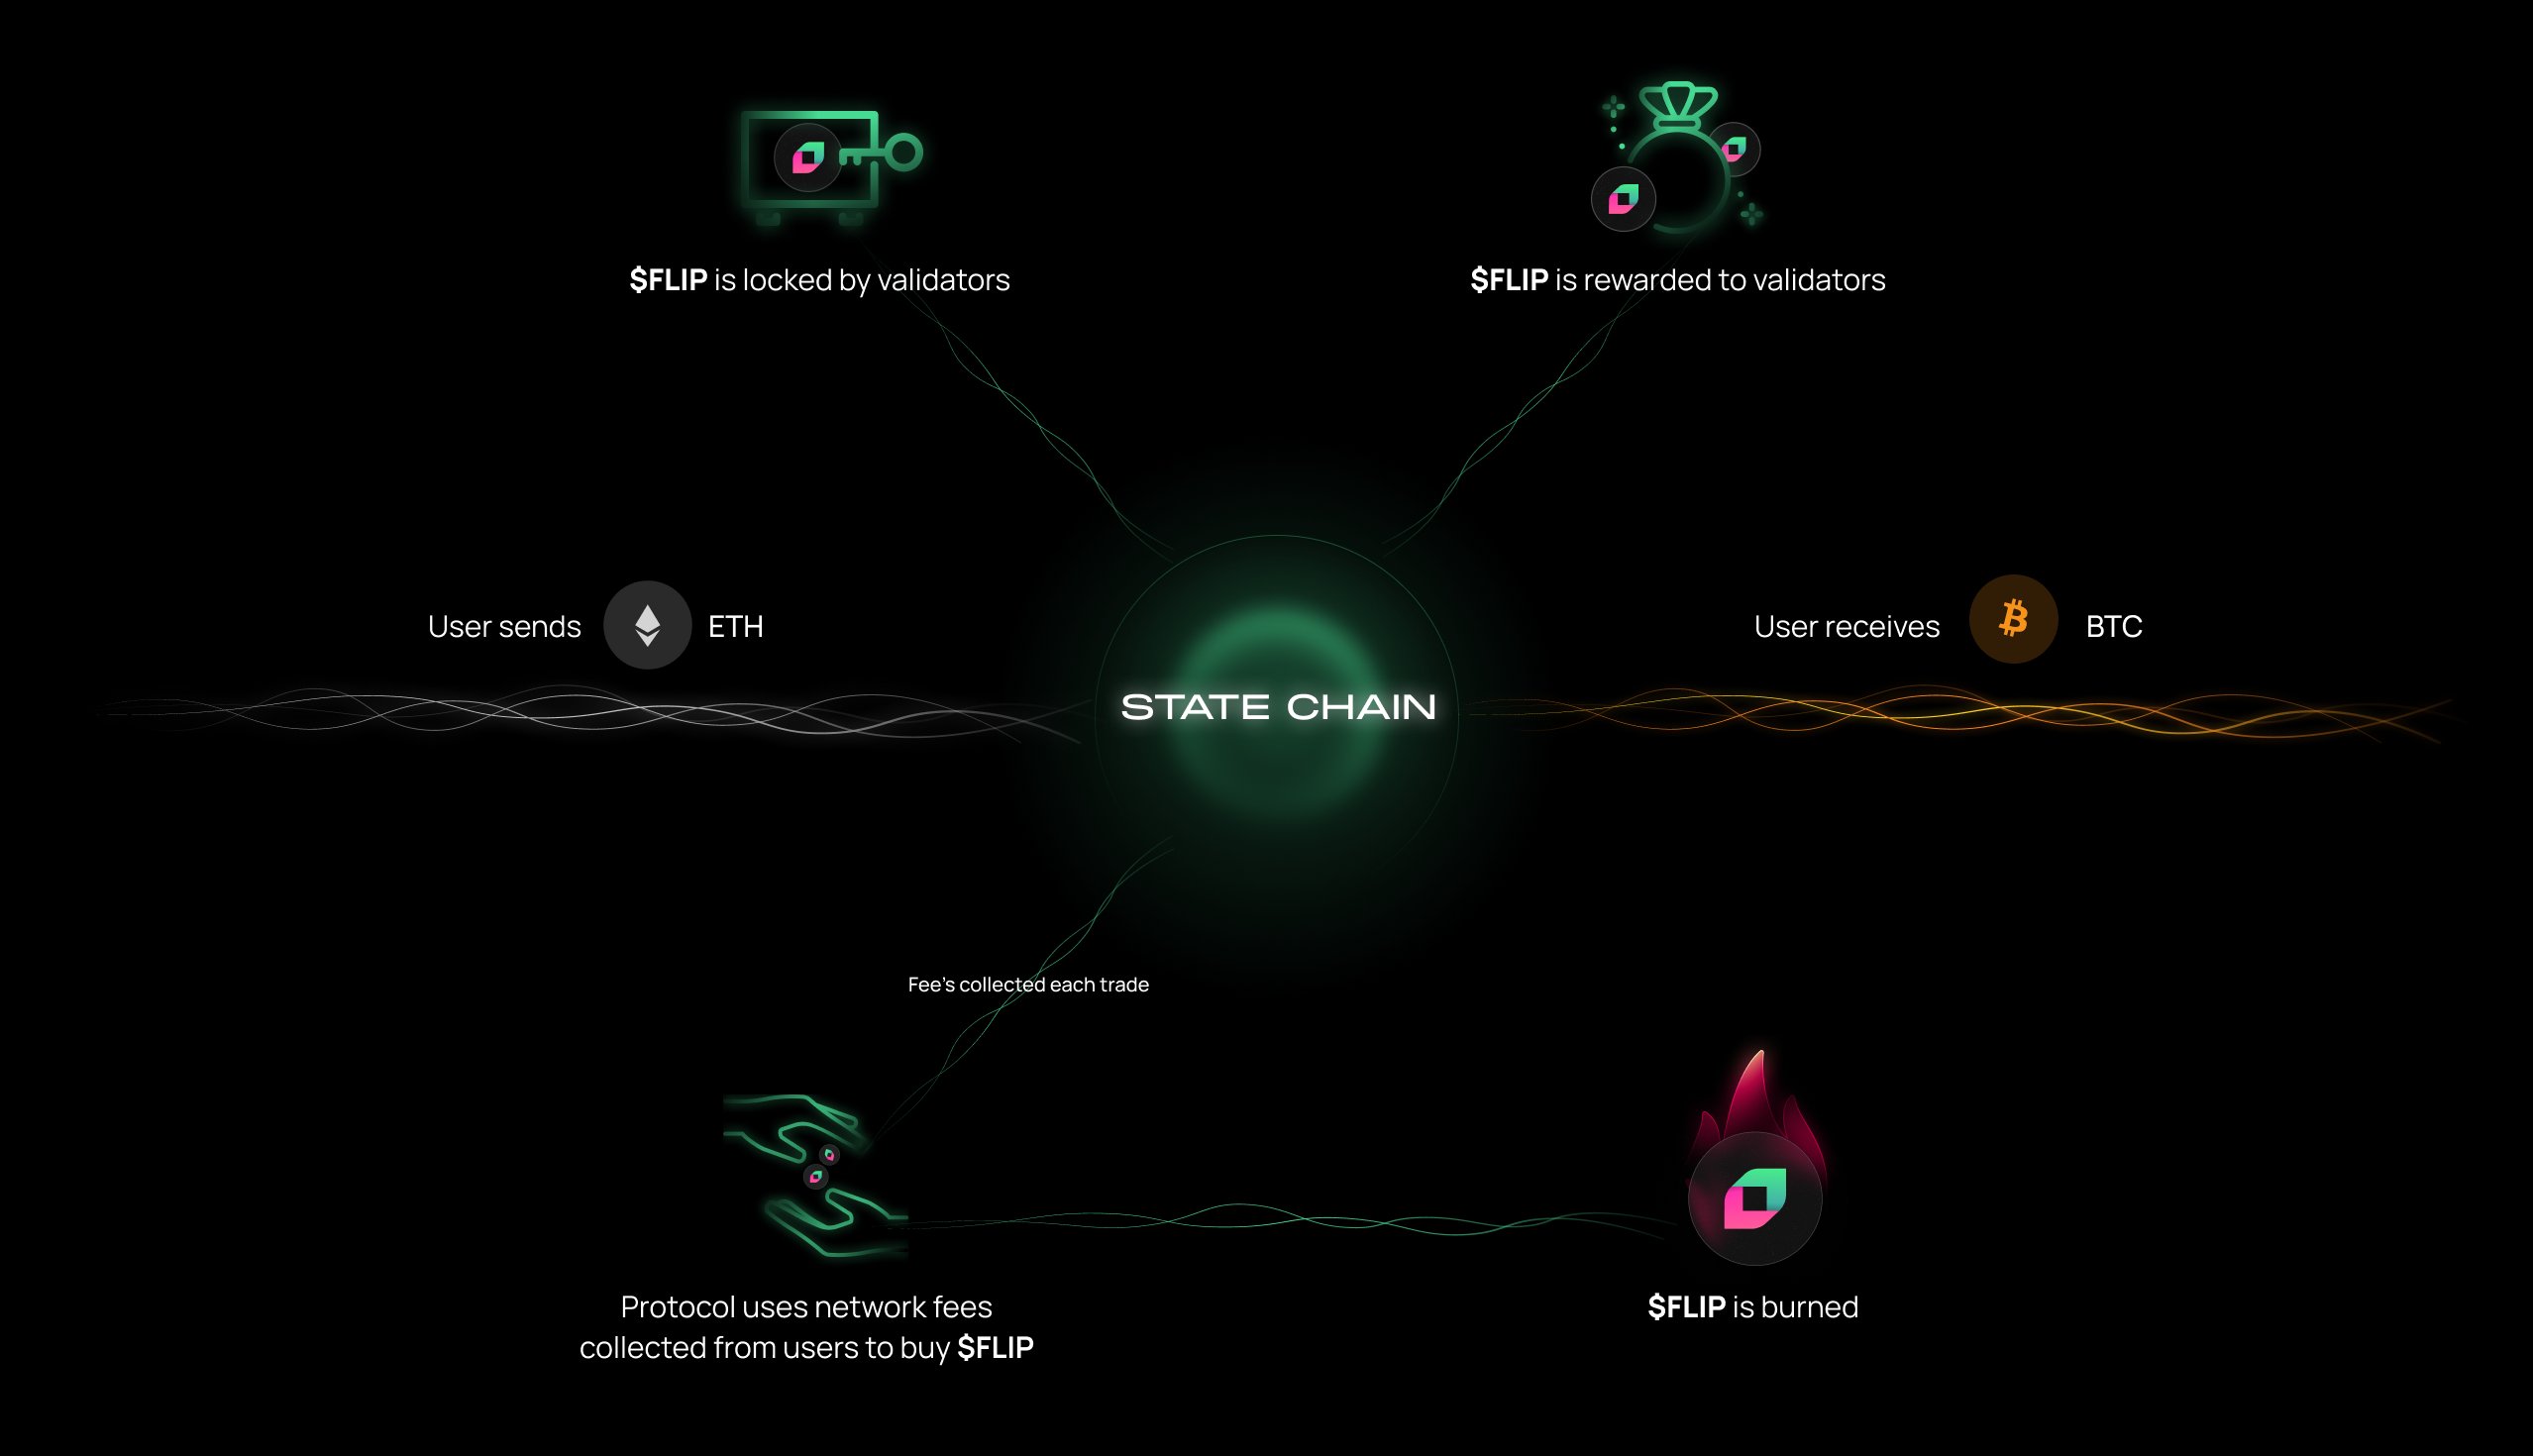 $FLIP is locked by validators
$FLIP is rewarded to validators
User sends ETH
User receives BTC
STATE CHAIN
Fee's collected each trade
Protocol uses network fees
collected from users to buy $FLIP
$FLIP is burned